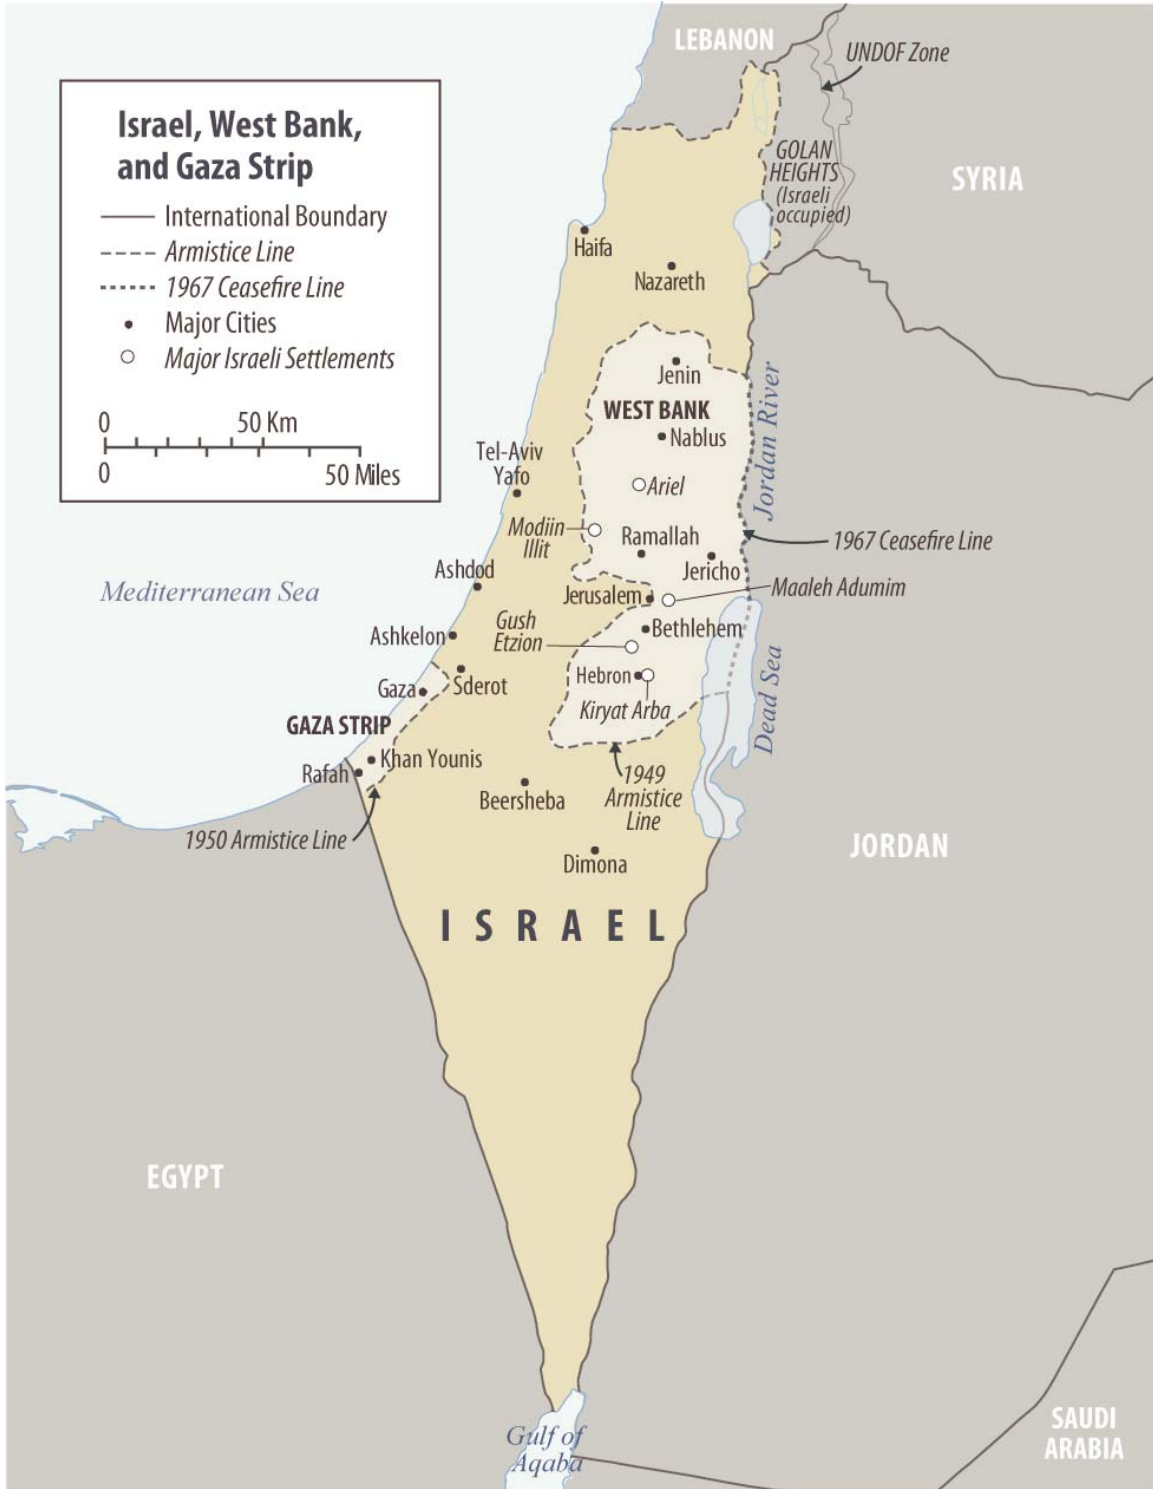 LEBANON
UNDOF Zone
Israel, West Bank,
and Gaza Strip
International Boundary
Armistice Line
1967 Ceasefire Line
Major Cities
Major Israeli Settlements
0
50 Km
0
50 Miles
GOLAN
HEIGHTS
(Israeli
occupied)
SYRIA
Haifa
Nazareth
Jenin
WEST BANK
Nablus
Jordan River
Tel-Aviv
Yafo
Ariel
Modiin
Illit
Ramallah
1967 Ceasefire Line
Ashdod
Jericho
Mediterranean Sea
Jerusalem
Maaleh Adumim
Gush
Etzion
Ashkelon
Bethlehem
Hebron
Gaza
Sderot
Kiryat Arba
Dead Sea
GAZA STRIP
Khan Younis
Rafah
1949
Armistice
Line
Beersheba
1950 Armistice Line
JORDAN
Dimona
ISRAEL
EGYPT
SAUDI
ARABIA
Gulf of
Aqaba